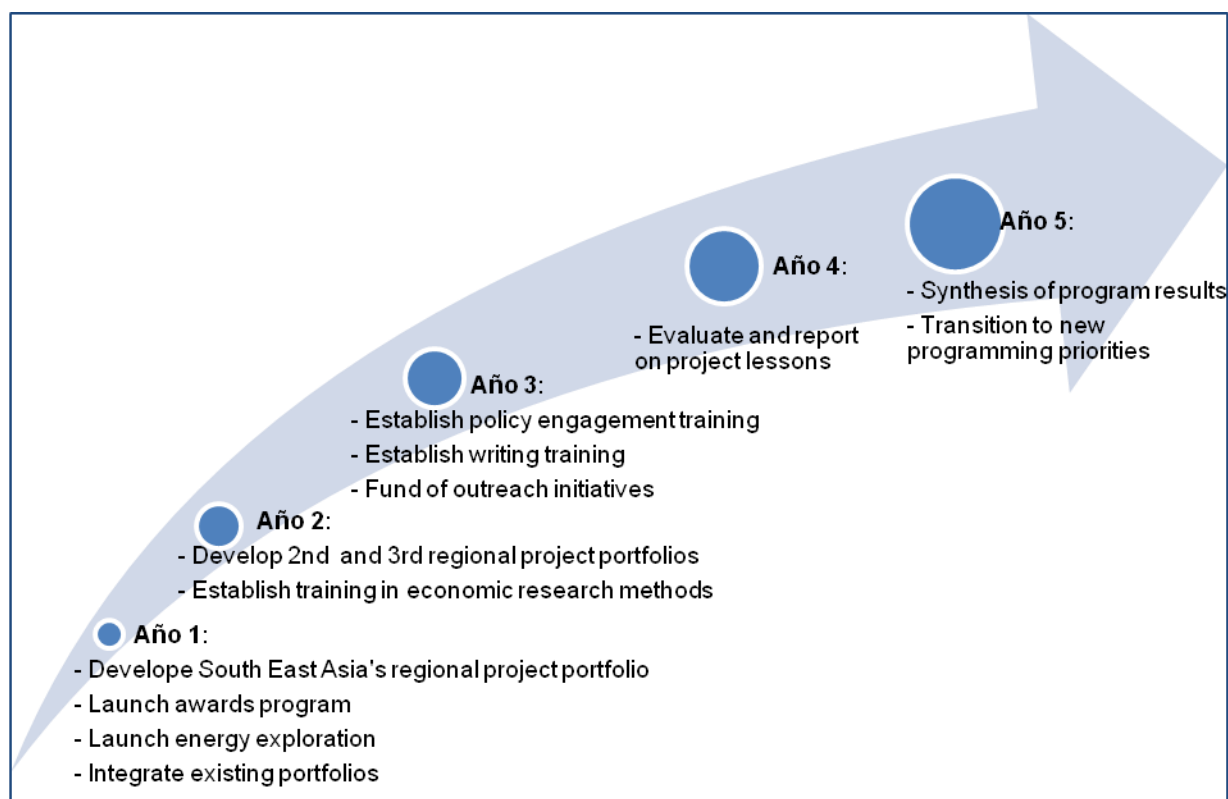 Año 5:
- Synthesis of program results
- Transition to new
programming priorities
Año 4:
- Evaluate and report
on project lessons
Año 3:
- Establish policy engagement training
- Establish writing training
- Fund of outreach initiatives
Año 2:
- Develop 2nd and 3rd regional project portfolios
- Establish training in economic research methods
Año 1:
- Develope South East Asia's regional project portfolio
- Launch awards program
- Launch energy exploration
- Integrate existing portfolios